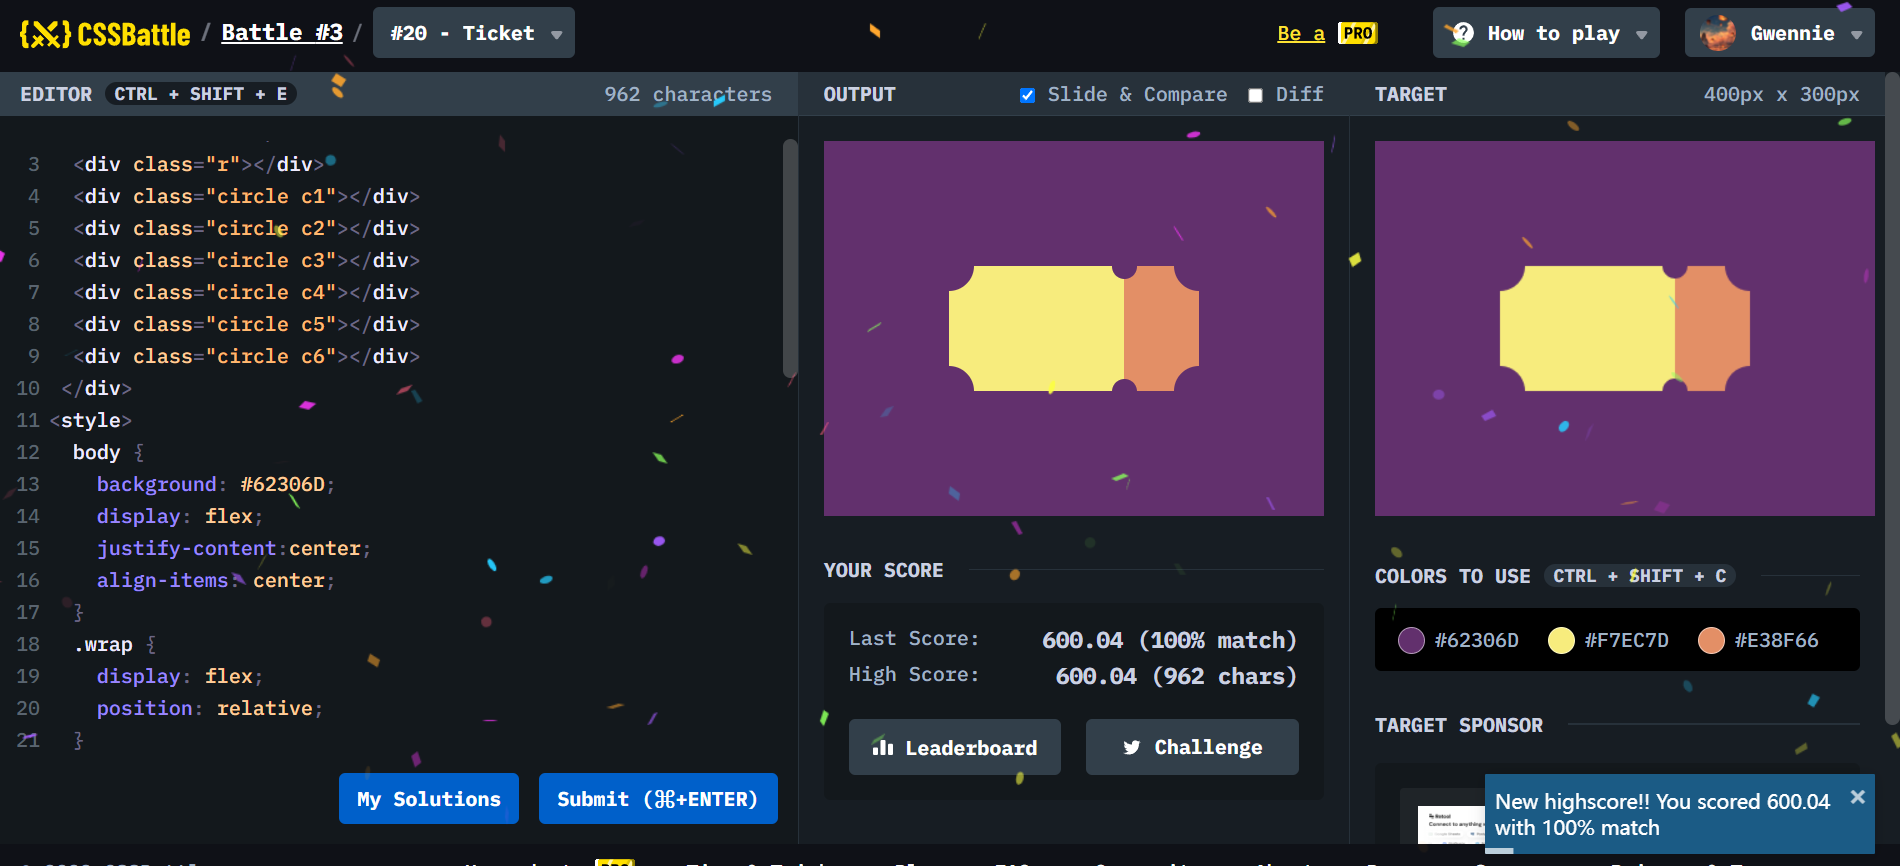 {X} CSSBattle / Battle #3 / #20 - Ticket
Be a PRO
How to play
Gwennie
EDITOR CTRL + SHIFT + E
962 characters
3 <div class="r"></div>
4 <div class="circle c1"></div>
5 <div class="circle c2"></div>
6 <div class="circle c3"></div>
7 <div class="circle c4"></div>
8 <div class="circle c5"></div>
9 <div class="circle c6"></div>
10 </div>
11 <style>
12 body {
13 background: #62306D;
14 display: flex;
15 justify-content:center;
16 align-items: center;
17 }
18 .wrap {
19 display: flex;
20 position: relative;
21 }
My Solutions
Submit (⌘+ENTER)
OUTPUT
Slide & Compare
Diff
YOUR SCORE
Last Score: 600.04 (100% match)
High Score: 600.04 (962 chars)
Leaderboard
Challenge
TARGET
400px x 300px
COLORS TO USE CTRL + SHIFT + C
#62306D #F7EC7D #E38F66
TARGET SPONSOR
Retool
Connect to anything
New highscore!! You scored 600.04
with 100% match
×
PRO